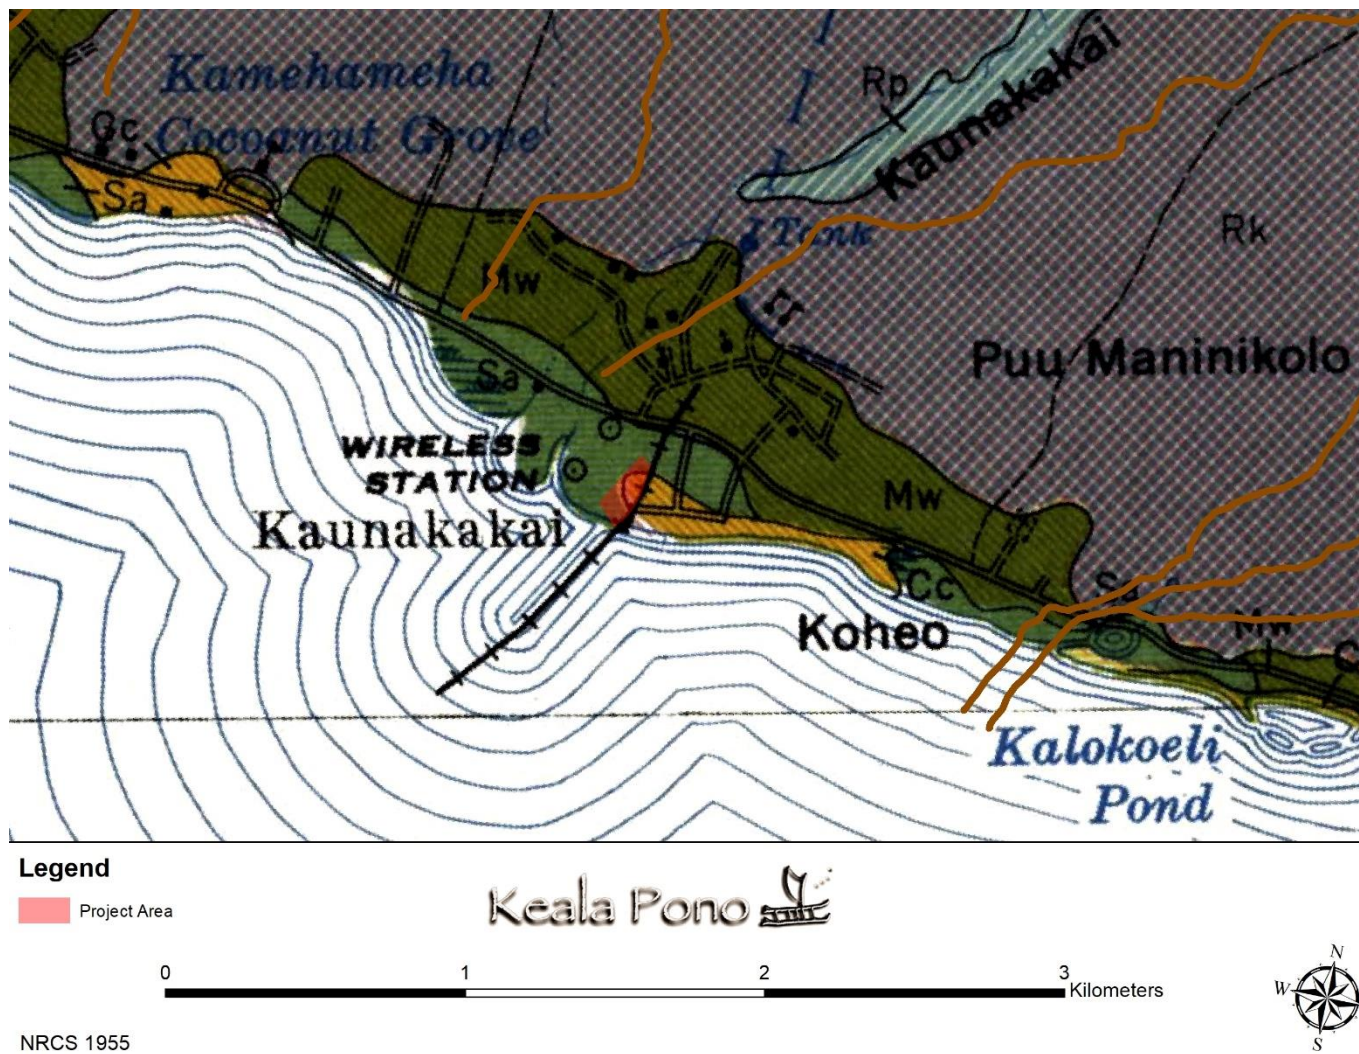 Kamehameha
Cocoanut Grove
Gc
Sa
Rp
Kaunakakai
Tank
Rk
Mw
Puu Maninikolo
Sa
WIRELESS
STATION
Kaunakakai
Mw
Cc
Sa
Koheo
Mw
C
Kalokoeli
Pond
Legend
Project Area
Keala Pono
0 1 2 3
Kilometers
N
W
S
NRCS 1955